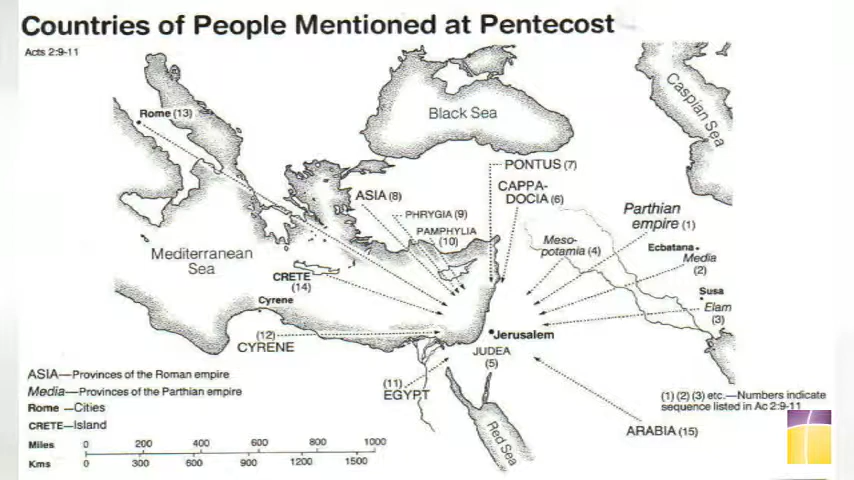 Countries of People Mentioned at Pentecost
Acts 2:9-11
Rome (13)
Black Sea
Caspian Sea
PONTUS (7)
ASIA (8)
CAPPA-
DOCIA (6)
PHRYGIA (9)
PAMPHYLIA
(10)
Parthian
empire (1)
Meso-
potamia (4)
Ecbatana
Media
(2)
Mediterranean
Sea
CRETE
(14)
Susa
Elam
(3)
Cyrene
(12)
CYRENE
Jerusalem
JUDEA
(5)
(11)
EGYPT
Red Sea
ARABIA (15)
ASIA—Provinces of the Roman empire
Media—Provinces of the Parthian empire
Rome —Cities
CRETE—Island
(1) (2) (3) etc.—Numbers indicate
sequence listed in Ac 2:9-11
Miles 0 200 400 600 800 1000
Kms 0 300 600 900 1200 1500